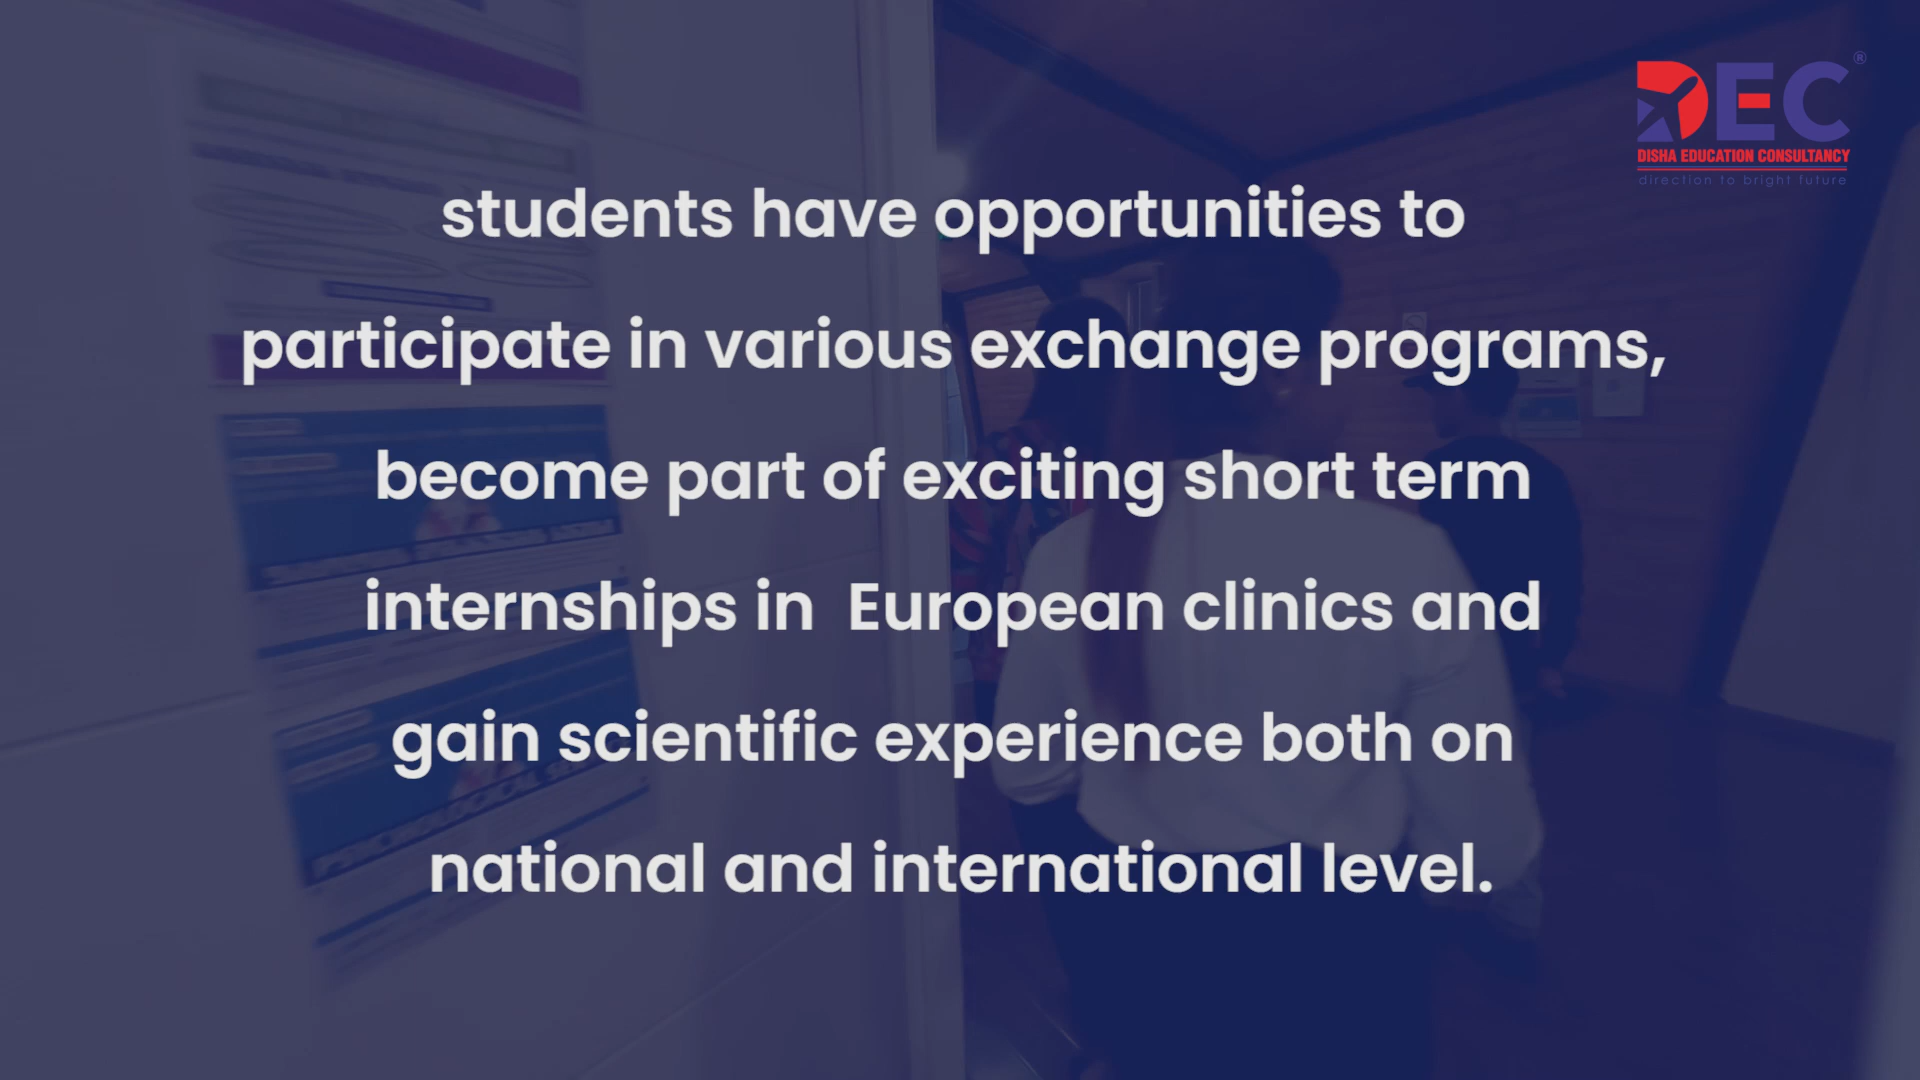 DEC®
DISHA EDUCATION CONSULTANCY
direction to bright future
students have opportunities to
participate in various exchange programs,
become part of exciting short term
internships in  European clinics and
gain scientific experience both on
national and international level.